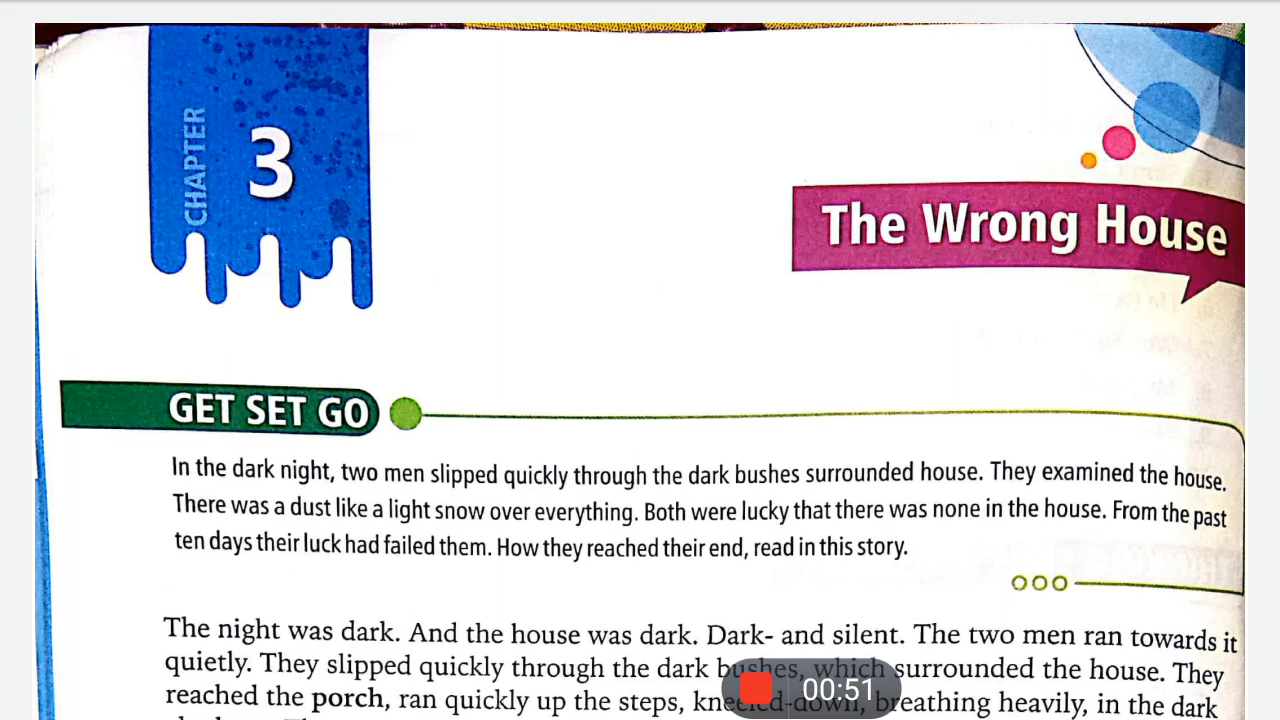 CHAPTER
3
The Wrong House
GET SET GO
In the dark night, two men slipped quickly through the dark bushes surrounded house. They examined the house.
There was a dust like a light snow over everything. Both were lucky that there was none in the house. From the past
ten days their luck had failed them. How they reached their end, read in this story.
The night was dark. And the house was dark. Dark- and silent. The two men ran towards it
quietly. They slipped quickly through the dark bushes, which surrounded the house. They
reached the porch, ran quickly up the steps, kneeled-down, breathing heavily, in the dark
00:51